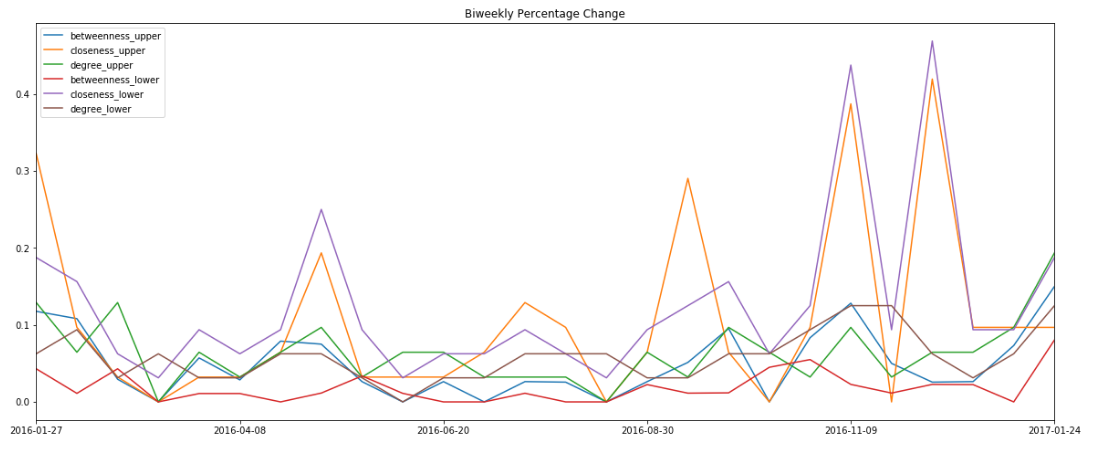 Biweekly Percentage Change
betweenness_upper
closeness_upper
degree_upper
betweenness_lower
closeness_lower
degree_lower
0.4
0.3
0.2
0.1
0.0
2016-01-27 2016-04-08 2016-06-20 2016-08-30 2016-11-09 2017-01-24